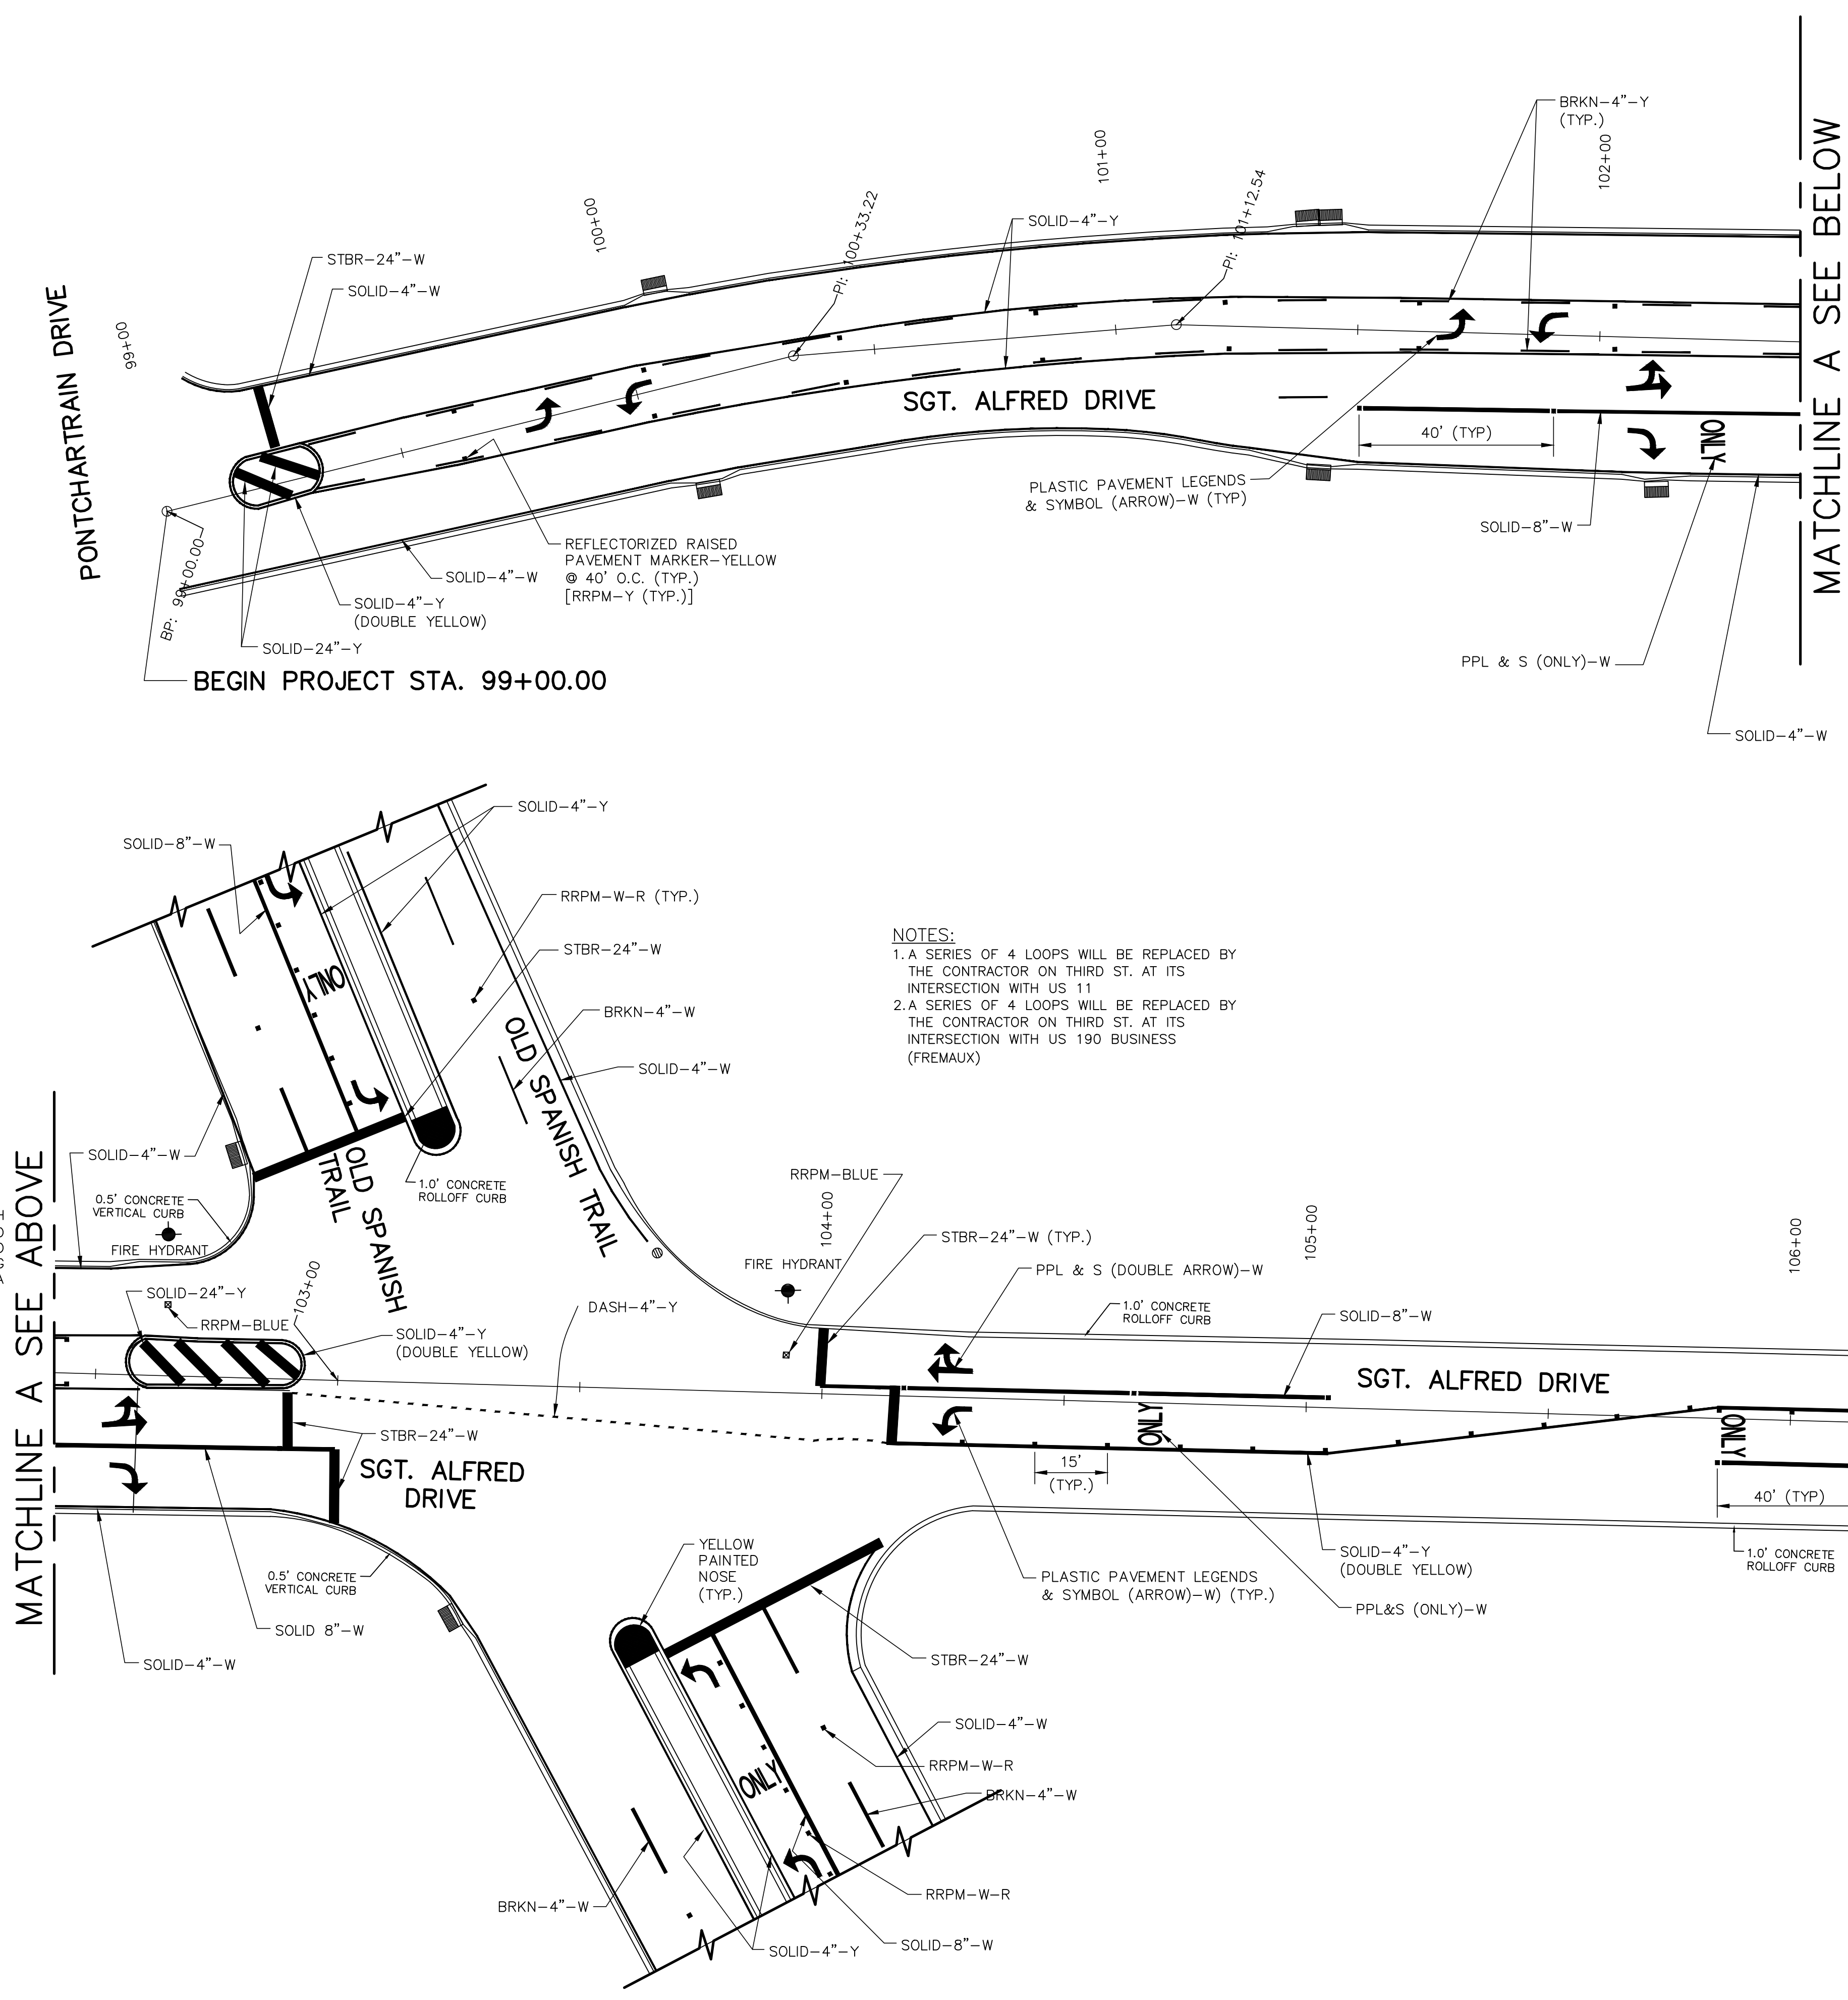 BRKN-4"-Y
(TYP.)
101+00
102+00
100+00
PI: 100+33.22
PI: 101+12.54
SOLID-4"-Y
STBR-24"-W
SOLID-4"-W
99+00
PONTCHARTRAIN DRIVE
MATCHLINE A SEE BELOW
SGT. ALFRED DRIVE
40' (TYP)
ONLY
PLASTIC PAVEMENT LEGENDS
& SYMBOL (ARROW)-W (TYP)
SOLID-8"-W
REFLECTORIZED RAISED
PAVEMENT MARKER-YELLOW
@ 40' O.C. (TYP.)
[RRPM-Y (TYP.)]
SOLID-4"-W
SOLID-4"-Y
(DOUBLE YELLOW)
BP: 99+00.00
SOLID-24"-Y
PPL & S (ONLY)-W
BEGIN PROJECT STA. 99+00.00
SOLID-4"-W
SOLID-4"-Y
SOLID-8"-W
RRPM-W-R (TYP.)
STBR-24"-W
ONLY
BRKN-4"-W
OLD SPANISH TRAIL
SOLID-4"-W
NOTES:
1. A SERIES OF 4 LOOPS WILL BE REPLACED BY
THE CONTRACTOR ON THIRD ST. AT ITS
INTERSECTION WITH US 11
2. A SERIES OF 4 LOOPS WILL BE REPLACED BY
THE CONTRACTOR ON THIRD ST. AT ITS
INTERSECTION WITH US 190 BUSINESS
(FREMAUX)
MATCHLINE A SEE ABOVE
SOLID-4"-W
0.5' CONCRETE
VERTICAL CURB
FIRE HYDRANT
OLD SPANISH
TRAIL
1.0' CONCRETE
ROLLOFF CURB
RRPM-BLUE
104+00
105+00
106+00
STBR-24"-W (TYP.)
FIRE HYDRANT
PPL & S (DOUBLE ARROW)-W
SOLID-24"-Y
103+00
RRPM-BLUE
SOLID-4"-Y
(DOUBLE YELLOW)
DASH-4"-Y
1.0' CONCRETE
ROLLOFF CURB
SOLID-8"-W
SGT. ALFRED DRIVE
STBR-24"-W
SGT. ALFRED
DRIVE
ONLY
ONLY
15'
(TYP.)
40' (TYP)
0.5' CONCRETE
VERTICAL CURB
YELLOW
PAINTED
NOSE
(TYP.)
SOLID-4"-Y
(DOUBLE YELLOW)
1.0' CONCRETE
ROLLOFF CURB
PLASTIC PAVEMENT LEGENDS
& SYMBOL (ARROW)-W) (TYP.)
PPL&S (ONLY)-W
SOLID 8"-W
SOLID-4"-W
STBR-24"-W
SOLID-4"-W
RRPM-W-R
ONLY
BRKN-4"-W
RRPM-W-R
BRKN-4"-W
SOLID-8"-W
SOLID-4"-Y